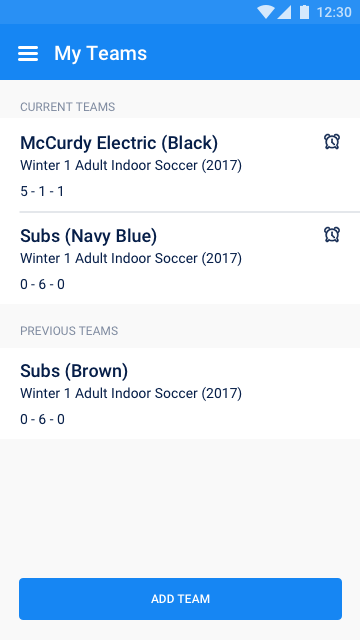 12:30
My Teams
CURRENT TEAMS
McCurdy Electric (Black)
Winter 1 Adult Indoor Soccer (2017)
5 - 1 - 1
Subs (Navy Blue)
Winter 1 Adult Indoor Soccer (2017)
0 - 6 - 0
PREVIOUS TEAMS
Subs (Brown)
Winter 1 Adult Indoor Soccer (2017)
0 - 6 - 0
ADD TEAM